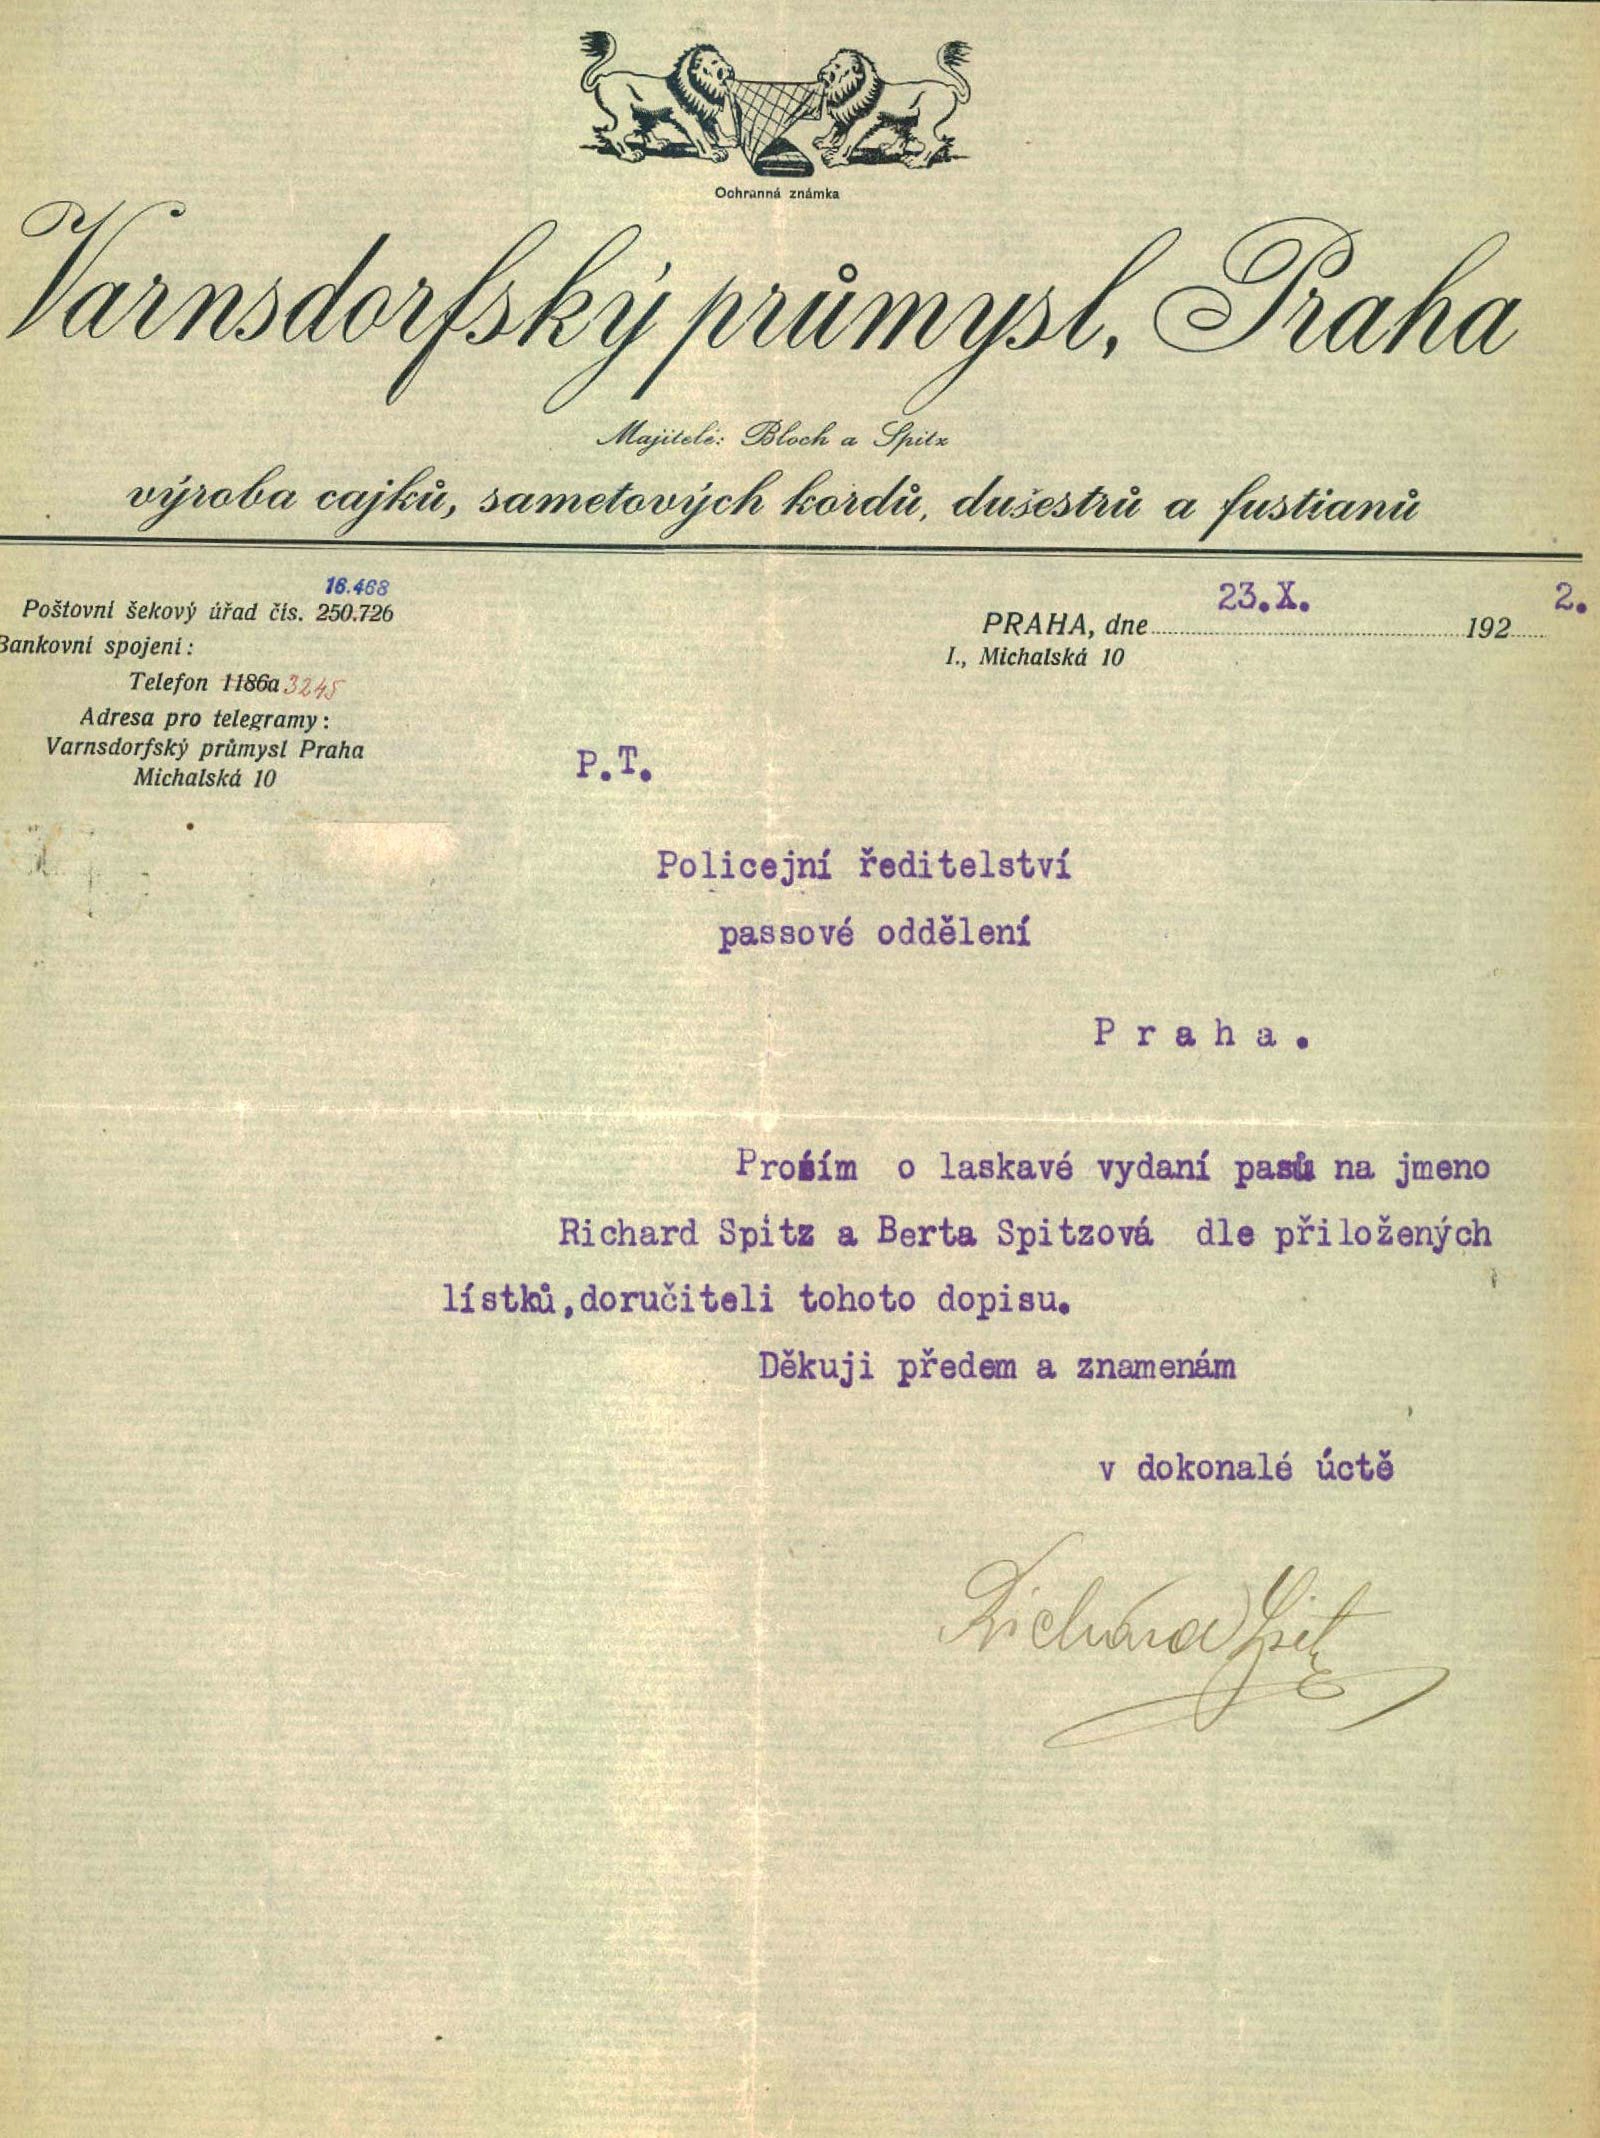 Ochranná známka
Varnsdorfský průmysl, Praha
Majitelé: Bloch a Spitz
výroba cajků, sametových kordů, dušestrů a fustianů
16.468
Poštovní šekový úřad čís. 250.726
Bankovní spojení:
Telefon 1186a 3245
Adresa pro telegramy:
Varnsdorfský průmysl Praha
Michalská 10
PRAHA, dne 23.X. 192 2.
I., Michalská 10
P.T.
Policejní ředitelství
passové oddělení
Praha.
Prosím o laskavé vydaní pasů na jmeno
Richard Spitz a Berta Spitzová dle přiložených
lístků,doručiteli tohoto dopisu.
Děkuji předem a znamenám
v dokonalé úctě
Richard Spitz